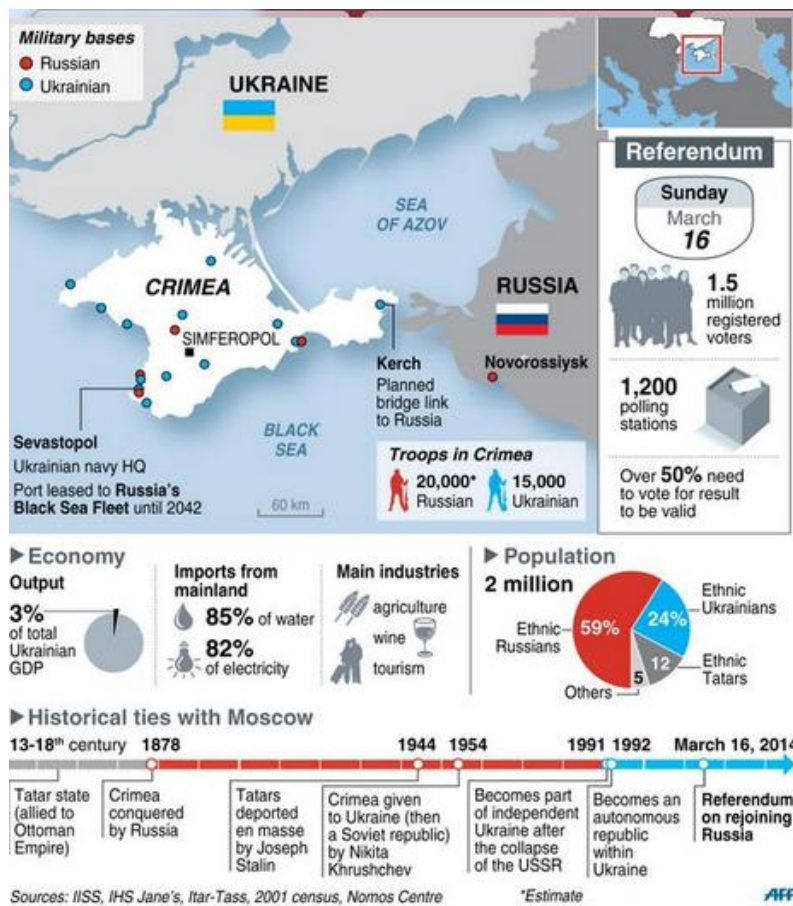 Military bases
Russian
Ukrainian
UKRAINE
SEA
OF AZOV
CRIMEA
SIMFEROPOL
RUSSIA
Kerch
Planned
bridge link
to Russia
Novorossiysk
Sevastopol
Ukrainian navy HQ
Port leased to Russia's
Black Sea Fleet until 2042
BLACK
SEA
60 km
Troops in Crimea
20,000*
Russian
15,000
Ukrainian
Referendum
Sunday
March
16
1.5
million
registered
voters
1,200
polling
stations
Over 50% need
to vote for result
to be valid
Economy
Output
3%
of total
Ukrainian
GDP
Imports from
mainland
85% of water
82%
of electricity
Main industries
agriculture
wine
tourism
Population
2 million
Ethnic
Russians
59%
24%
Ethnic
Ukrainians
12
Ethnic
Tatars
5
Others
Historical ties with Moscow
13-18th century
1878
1944
1954
1991
1992
March 16, 2014
Tatar state
(allied to
Ottoman
Empire)
Crimea
conquered
by Russia
Tatars
deported
en masse
by Joseph
Stalin
Crimea given
to Ukraine (then
a Soviet republic)
by Nikita
Khrushchev
Becomes part
of independent
Ukraine after
the collapse
of the USSR
Becomes an
autonomous
republic
within
Ukraine
Referendum
on rejoining
Russia
Sources: IISS, IHS Jane's, Itar-Tass, 2001 census, Nomos Centre
*Estimate
AFP